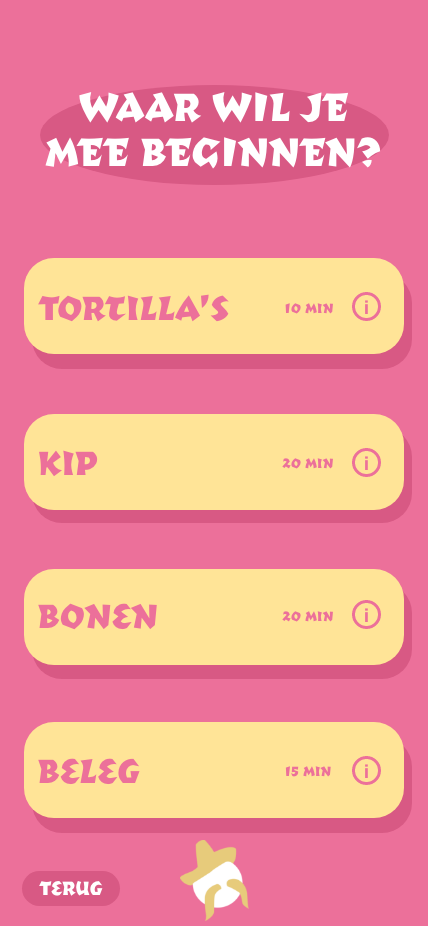 WAAR WIL JE
MEE BEGINNEN?
TORTILLA'S
10 MIN
i
KIP
20 MIN
i
BONEN
20 MIN
i
BELEG
15 MIN
i
TERUG